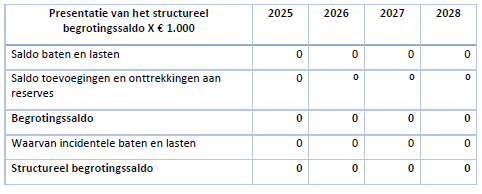 Presentatie van het structureel 2025 2026 2027 2028
begrotingssaldo X € 1.000
Saldo baten en lasten 0 0 0 0
Saldo toevoegingen en onttrekkingen aan 0 0 0 0
reserves
Begrotingssaldo 0 0 0 0
Waarvan incidentele baten en lasten 0 0 0 0
Structureel begrotingssaldo 0 0 0 0